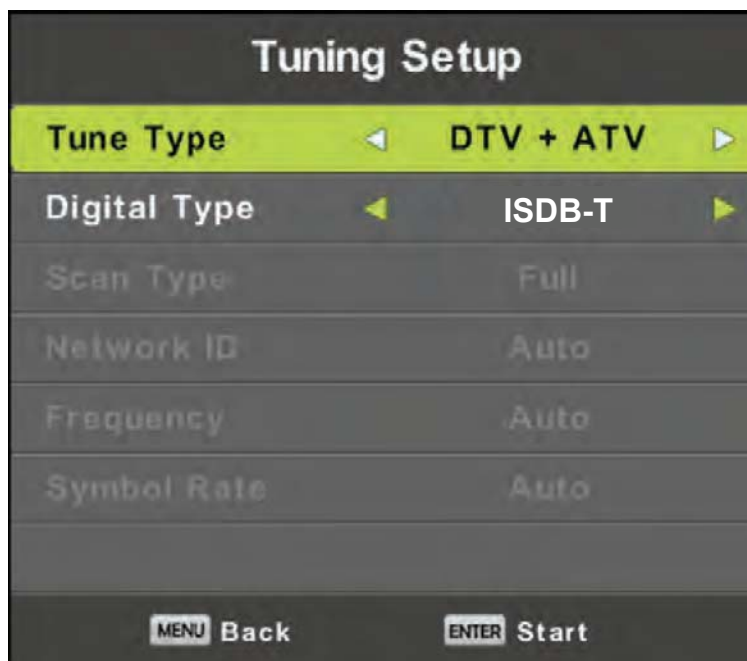 Tuning Setup
Tune Type DTV + ATV
Digital Type ISDB-T
Scan Type Full
Network ID Auto
Frequency Auto
Symbol Rate Auto
MENU Back ENTER Start